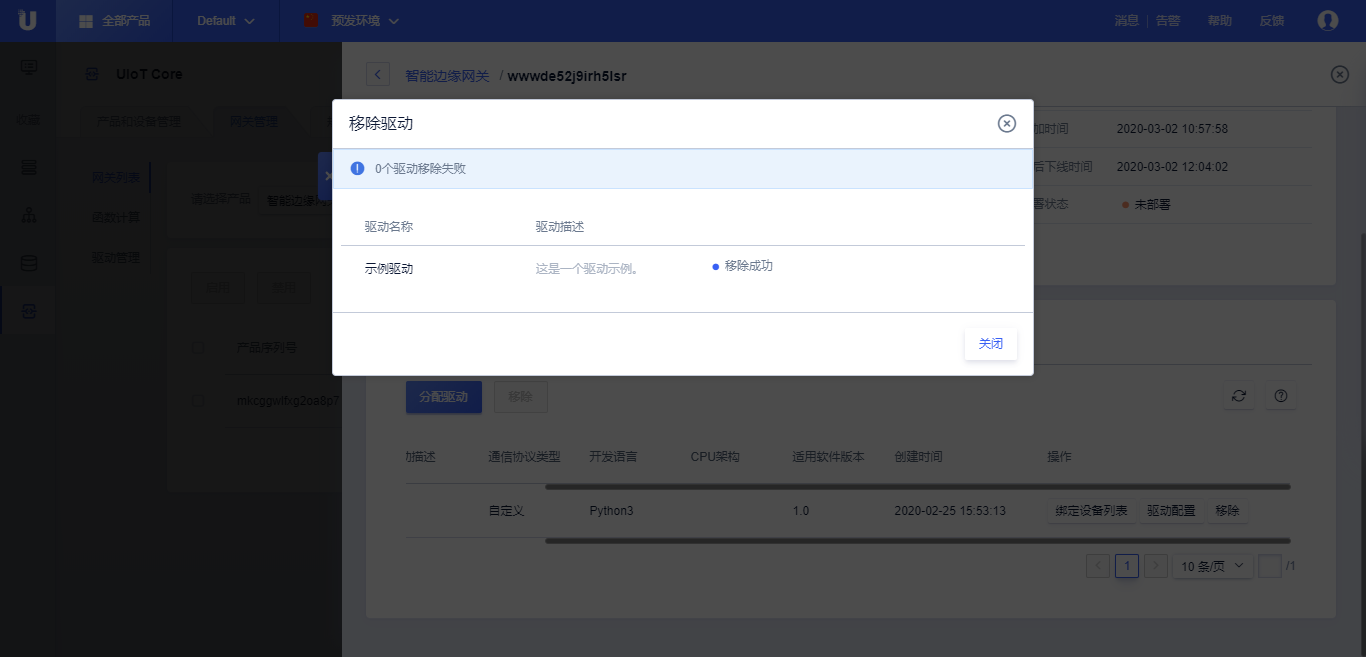 U 全部产品 Default 预发环境 消息 告警 帮助 反馈
UIoT Core
智能边缘网关 / wwwde52j9irh5lsr
产品和设备管理 网关管理
网关列表
函数计算
驱动管理
请选择产品 智能边缘网关
产品序列号
加时间 2020-03-02 10:57:58
后下线时间 2020-03-02 12:04:02
署状态 未部署
移除驱动
0个驱动移除失败
驱动名称 驱动描述
示例驱动 这是一个驱动示例。 移除成功
关闭
分配驱动 移除
动描述 通信协议类型 开发语言 CPU架构 适用软件版本 创建时间 操作
自定义 Python3 1.0 2020-02-25 15:53:13 绑定设备列表 驱动配置 移除
1 10 条/页 /1